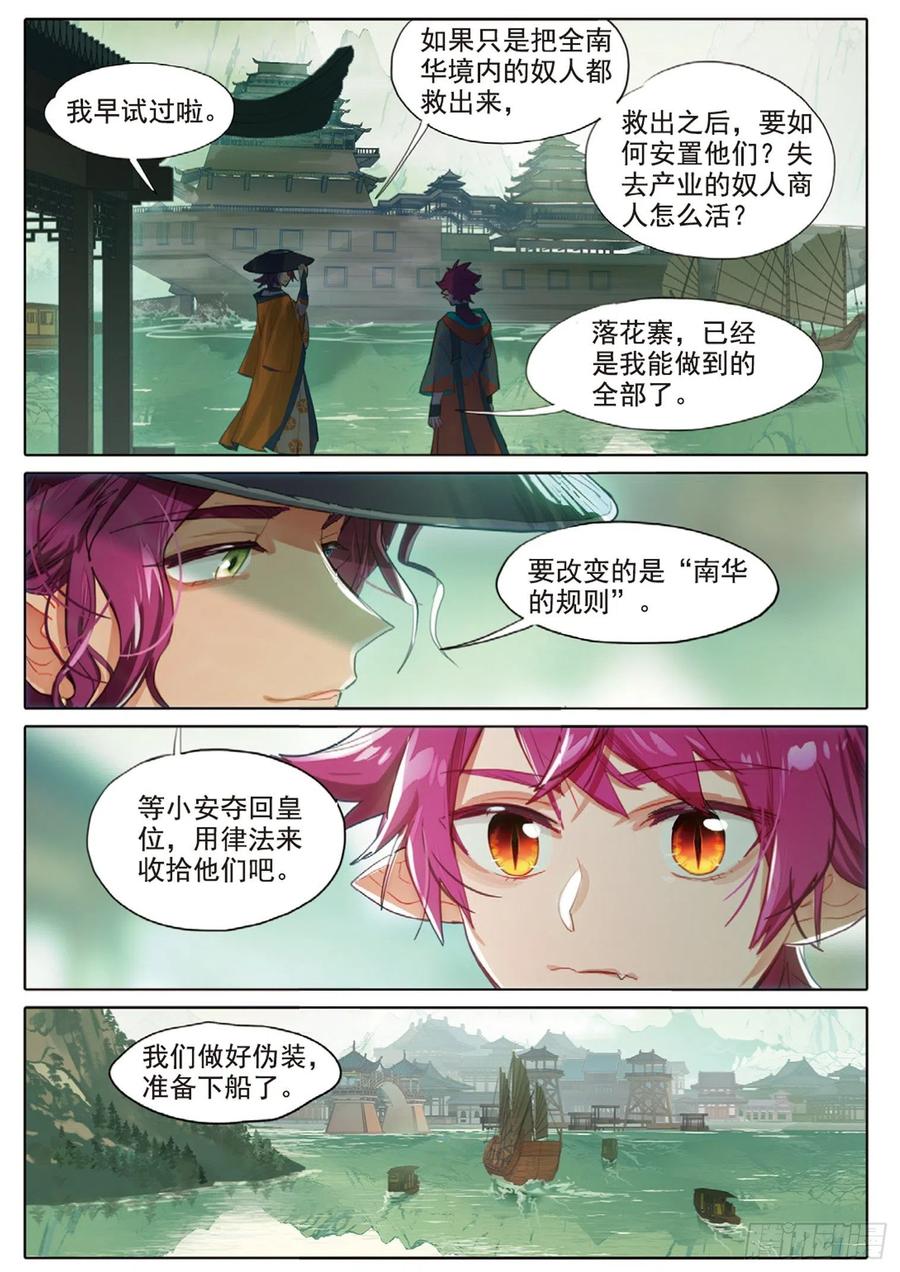 如果只是把全南
华境内的奴人都
救出来，
我早试过啦。
救出之后，要如
何安置他们？失
去产业的奴人商
人怎么活？
落花寨，已经
是我能做到的
全部了。
要改变的是“南华
的规则”。
等小安夺回皇
位，用律法来
收拾他们吧。
我们做好伪装，
准备下船了。
腾讯动漫